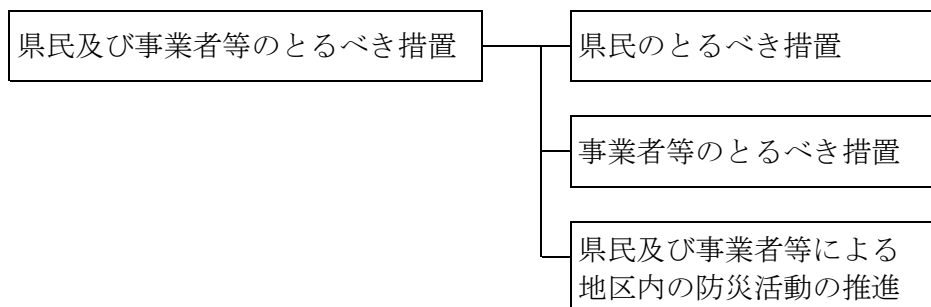 県民及び事業者等のとるべき措置
県民のとるべき措置
事業者等のとるべき措置
県民及び事業者等による
地区内の防災活動の推進